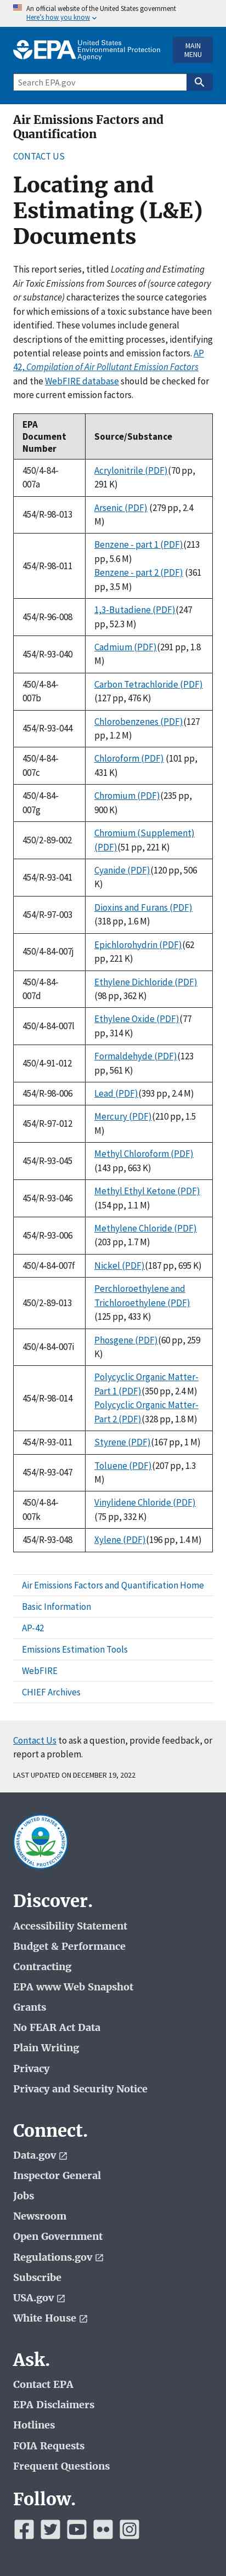 An official website of the United States government
Here's how you know
EPA United States
Environmental Protection
Agency
MAIN
MENU
Search EPA.gov
Air Emissions Factors and
Quantification
CONTACT US
Locating and
Estimating (L&E)
Documents
This report series, titled Locating and Estimating
Air Toxic Emissions from Sources of (source category
or substance) characterizes the source categories
for which emissions of a toxic substance have been
identified. These volumes include general
descriptions of the emitting processes, identifying
potential release points and emission factors. AP
42, Compilation of Air Pollutant Emission Factors
and the WebFIRE database should be checked for
more current emission factors.
EPA
Document
Number
Source/Substance
450/4-84-
007a
Acrylonitrile (PDF)(70 pg,
291 K)
454/R-98-013
Arsenic (PDF) (279 pp, 2.4
M)
454/R-98-011
Benzene - part 1 (PDF)(213
pp, 5.6 M)
Benzene - part 2 (PDF) (361
pp, 3.5 M)
454/R-96-008
1,3-Butadiene (PDF)(247
pp, 52.3 M)
454/R-93-040
Cadmium (PDF)(291 pp, 1.8
M)
450/4-84-
007b
Carbon Tetrachloride (PDF)
(127 pp, 476 K)
454/R-93-044
Chlorobenzenes (PDF)(127
pp, 1.2 M)
450/4-84-
007c
Chloroform (PDF) (101 pp,
431 K)
450/4-84-
007g
Chromium (PDF)(235 pp,
900 K)
450/2-89-002
Chromium (Supplement)
(PDF)(51 pp, 221 K)
454/R-93-041
Cyanide (PDF)(120 pp, 506
K)
454/R-97-003
Dioxins and Furans (PDF)
(318 pp, 1.6 M)
450/4-84-007j
Epichlorohydrin (PDF)(62
pp, 221 K)
450/4-84-
007d
Ethylene Dichloride (PDF)
(98 pp, 362 K)
450/4-84-007l
Ethylene Oxide (PDF)(77
pp, 314 K)
450/4-91-012
Formaldehyde (PDF)(123
pp, 561 K)
454/R-98-006
Lead (PDF)(393 pp, 2.4 M)
454/R-97-012
Mercury (PDF)(210 pp, 1.5
M)
454/R-93-045
Methyl Chloroform (PDF)
(143 pp, 663 K)
454/R-93-046
Methyl Ethyl Ketone (PDF)
(154 pp, 1.1 M)
454/R-93-006
Methylene Chloride (PDF)
(203 pp, 1.7 M)
450/4-84-007f
Nickel (PDF)(187 pp, 695 K)
450/2-89-013
Perchloroethylene and
Trichloroethylene (PDF)
(125 pp, 433 K)
450/4-84-007i
Phosgene (PDF)(60 pp, 259
K)
454/R-98-014
Polycyclic Organic Matter-
Part 1 (PDF)(350 pp, 2.4 M)
Polycyclic Organic Matter-
Part 2 (PDF)(328 pp, 1.8 M)
454/R-93-011
Styrene (PDF)(167 pp, 1 M)
454/R-93-047
Toluene (PDF)(207 pp, 1.3
M)
450/4-84-
007k
Vinylidene Chloride (PDF)
(75 pp, 332 K)
454/R-93-048
Xylene (PDF)(196 pp, 1.4 M)
Air Emissions Factors and Quantification Home
Basic Information
AP-42
Emissions Estimation Tools
WebFIRE
CHIEF Archives
Contact Us to ask a question, provide feedback, or
report a problem.
LAST UPDATED ON DECEMBER 19, 2022
Discover.
Accessibility Statement
Budget & Performance
Contracting
EPA www Web Snapshot
Grants
No FEAR Act Data
Plain Writing
Privacy
Privacy and Security Notice
Connect.
Data.gov
Inspector General
Jobs
Newsroom
Open Government
Regulations.gov
Subscribe
USA.gov
White House
Ask.
Contact EPA
EPA Disclaimers
Hotlines
FOIA Requests
Frequent Questions
Follow.